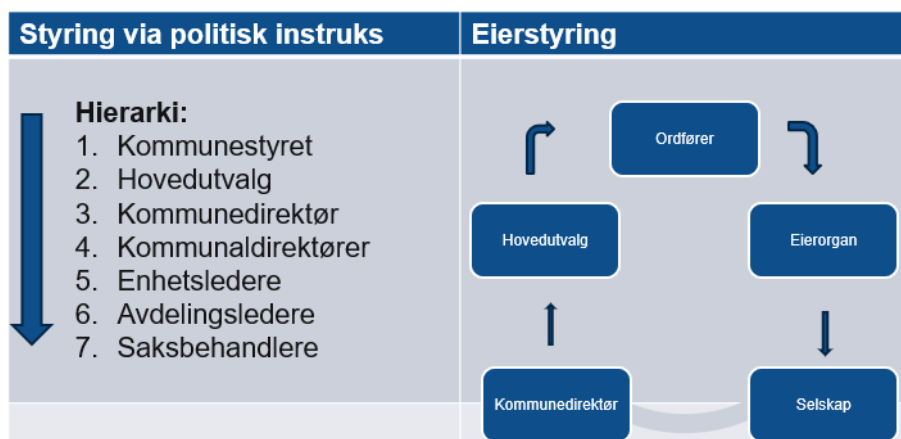 Styring via politisk instruks
Eierstyring
Hierarki:
1. Kommunestyret
2. Hovedutvalg
3. Kommunedirektør
4. Kommunaldirektører
5. Enhetsledere
6. Avdelingsledere
7. Saksbehandlere
Ordfører
Hovedutvalg
Eierorgan
Kommunedirektør
Selskap